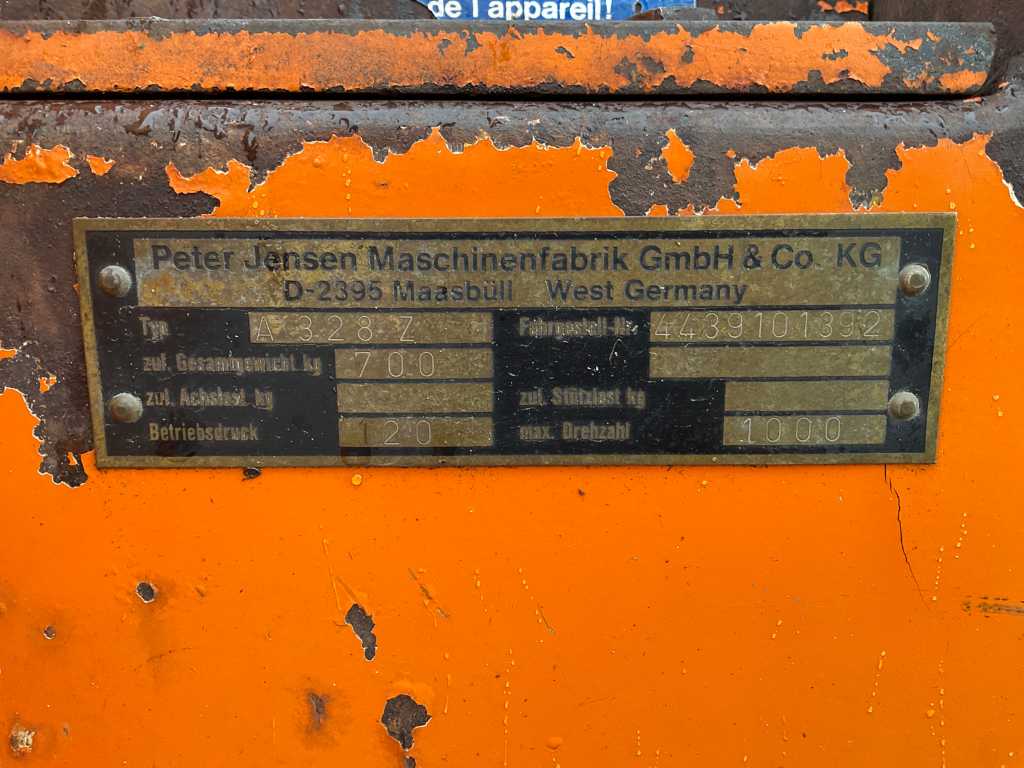 de l'appareil!
Peter Jensen Maschinenfabrik GmbH & Co. KG
D-2395 Maasbüll West Germany
Typ A 328 Z Fahrgestell-Nr. 4439101392
zul. Gesamtgewicht kg 700
zul. Achslast kg zul. Stützlast kg
Betriebsdruck 120 max. Drehzahl 1000